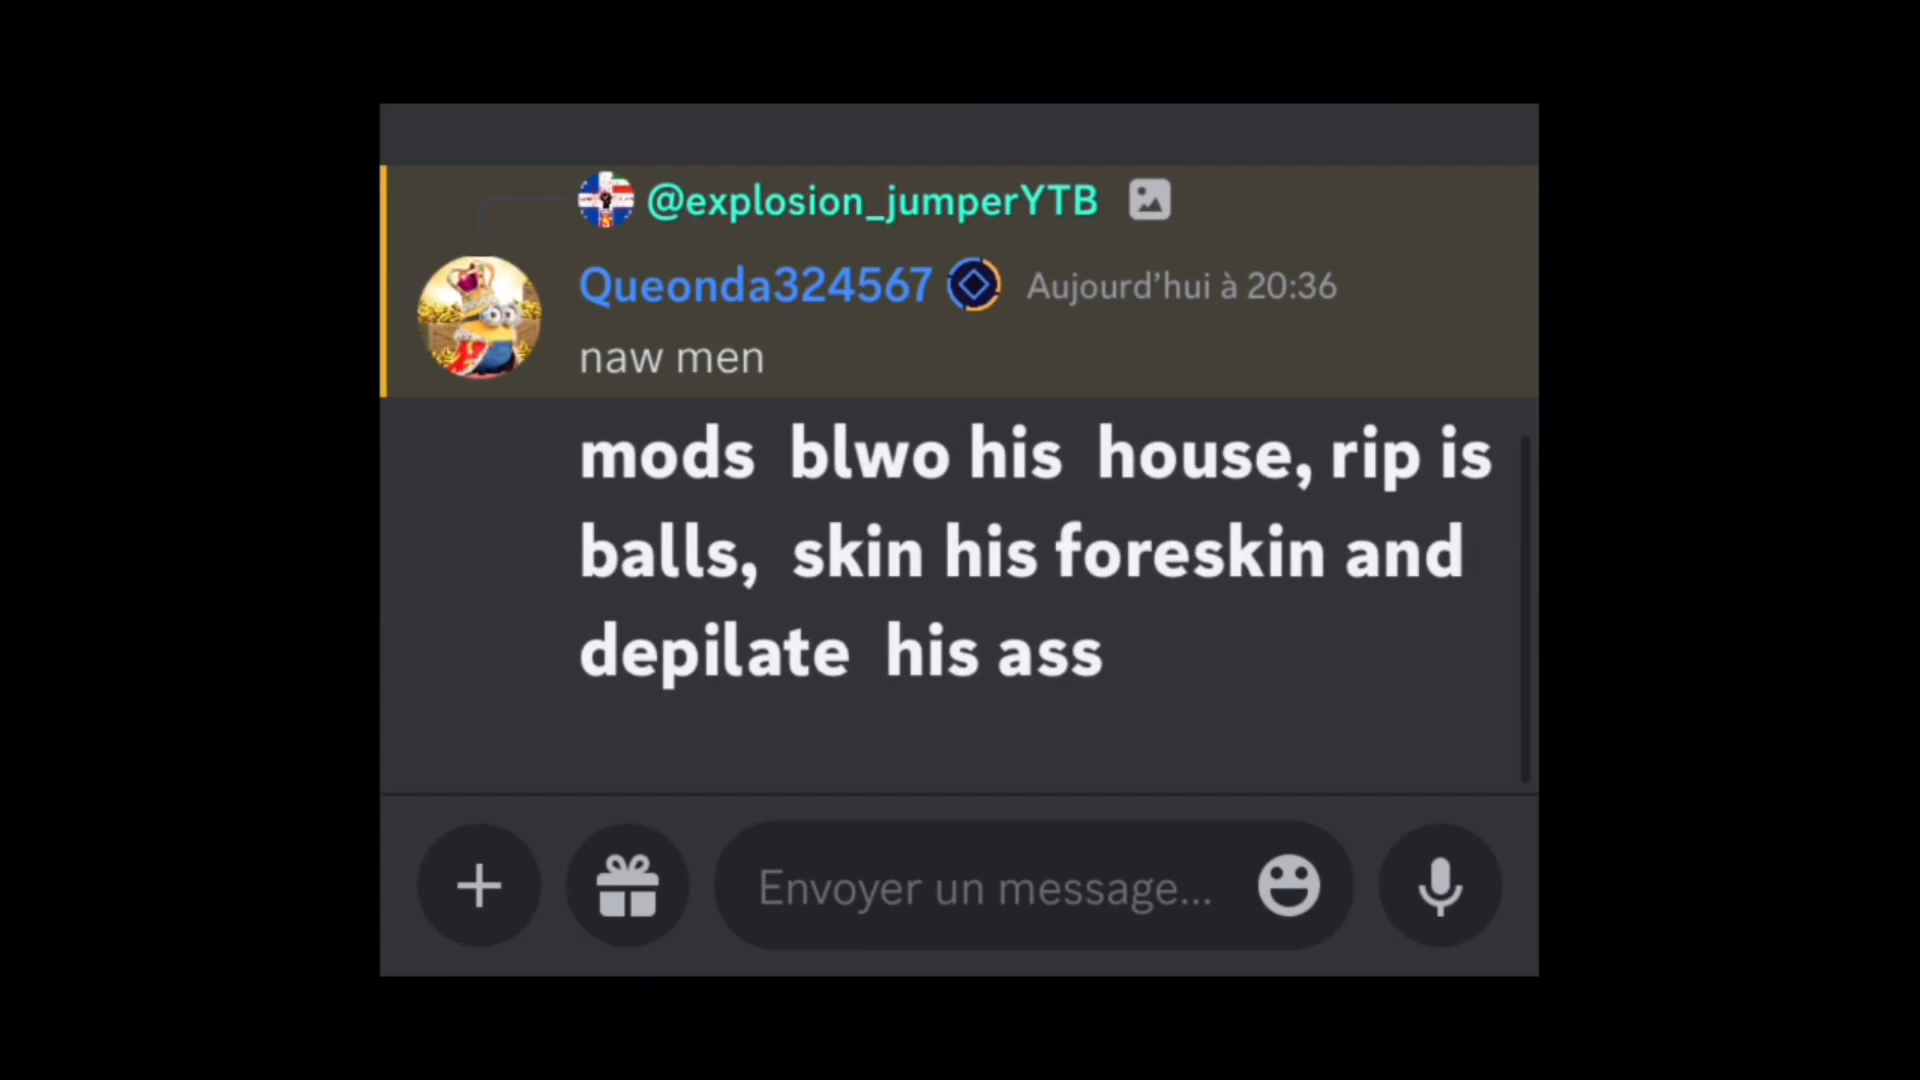 @explosion_jumperYTB
Queonda324567 Aujourd'hui à 20:36
naw men
mods blwo his house, rip is
balls, skin his foreskin and
depilate his ass
Envoyer un message...